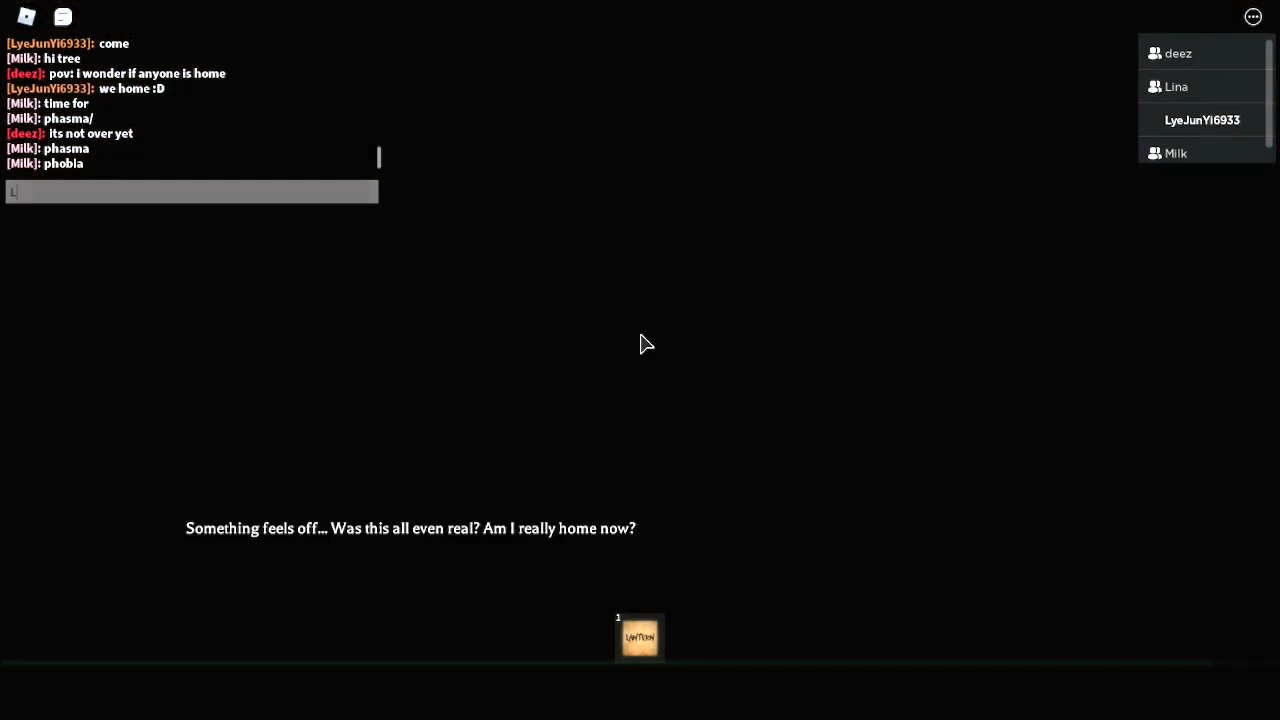 [LyeJunYi6933]: come
[Milk]: hi tree
[deez]: pov: i wonder if anyone is home
[LyeJunYi6933]: we home :D
[Milk]: time for
[Milk]: phasma/
[deez]: its not over yet
[Milk]: phasma
[Milk]: phobia
L
deez
Lina
LyeJunYi6933
Milk
Something feels off... Was this all even real? Am I really home now?
1
LANTERN